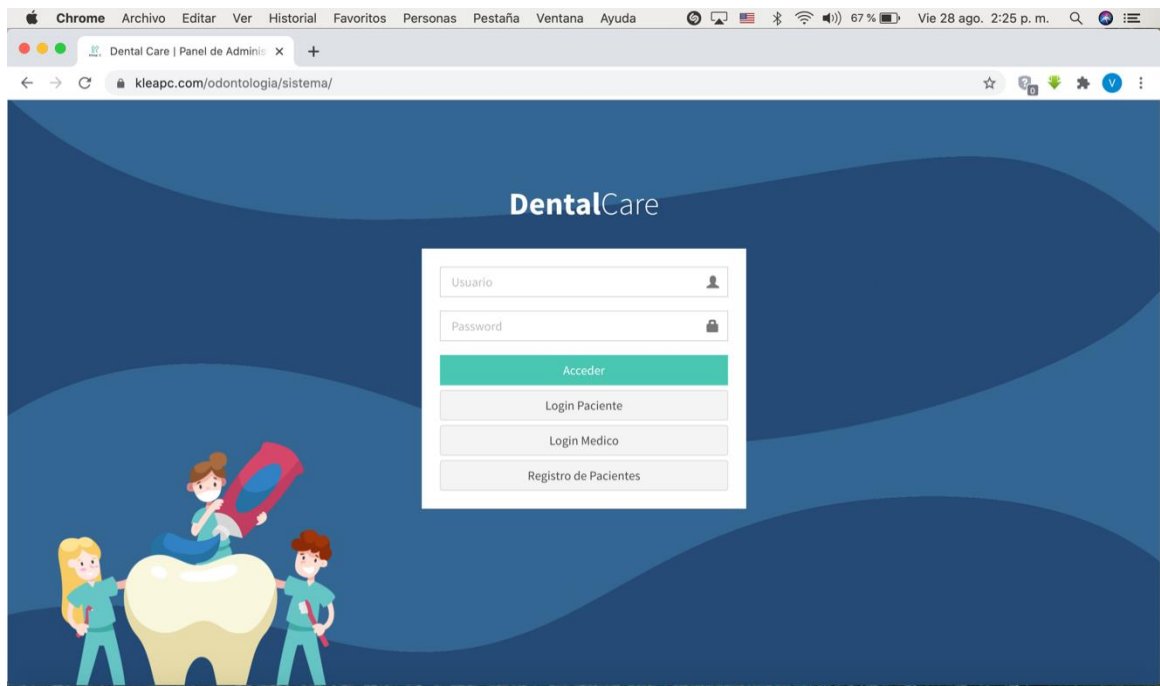 Chrome Archivo Editar Ver Historial Favoritos Personas Pestaña Ventana Ayuda 67 % Vie 28 ago. 2:25 p. m.
Dental Care | Panel de Adminis
kleapc.com/odontologia/sistema/
0 V
DentalCare
Usuario
Password
Acceder
Login Paciente
Login Medico
Registro de Pacientes